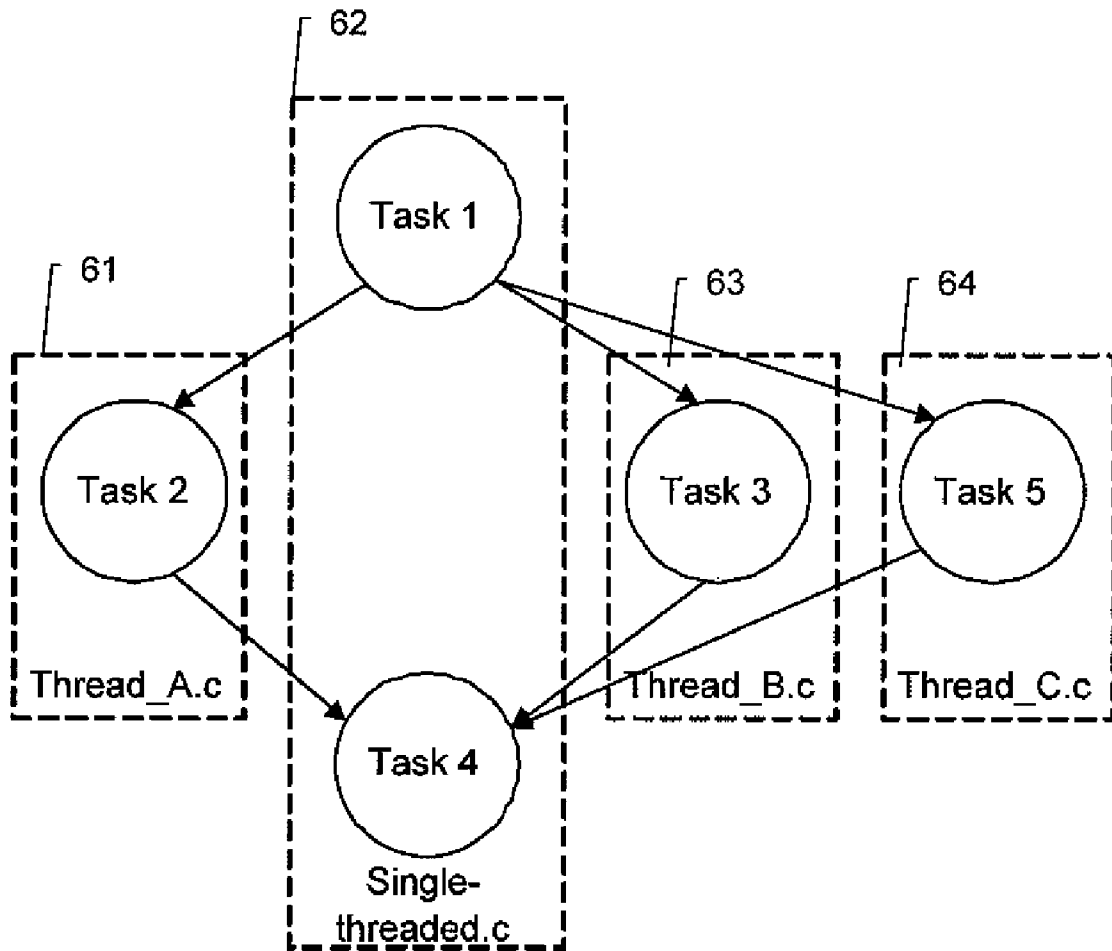 62
Task 1
61
63
64
Task 2
Task 3
Task 5
Thread_A.c
Thread_B.c
Thread_C.c
Task 4
Single-
threaded.c